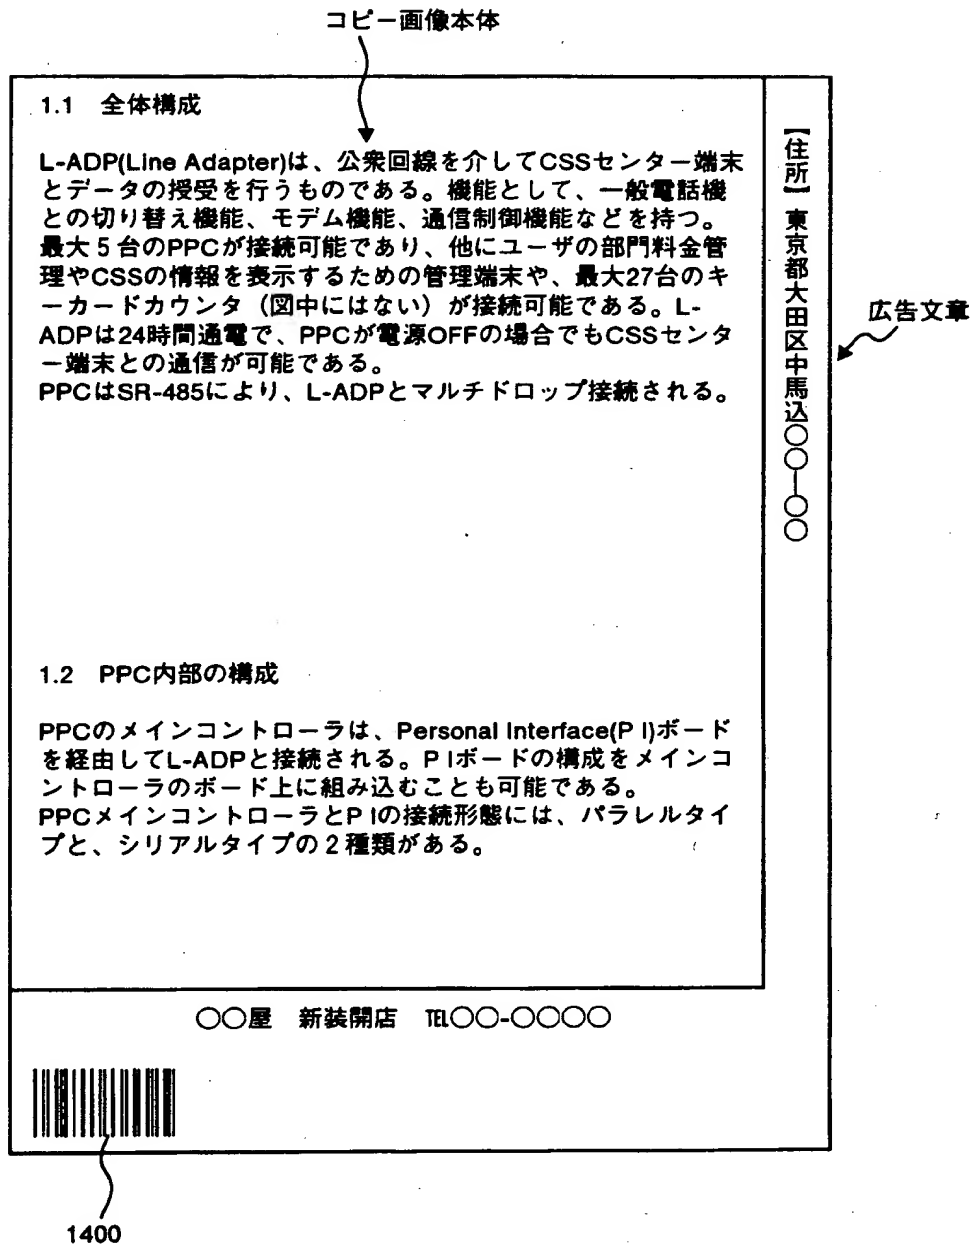 コピー画像本体
1.1 全体構成
L-ADP(Line Adapter)は、公衆回線を介してCSSセンター端末
とデータの授受を行うものである。機能として、一般電話機
との切り替え機能、モデム機能、通信制御機能などを持つ。
最大5台のPPCが接続可能であり、他にユーザの部門料金管
理やCSSの情報を表示するための管理端末や、最大27台のキ
ーカードカウンタ（図中にはない）が接続可能である。L-
ADPは24時間通電で、PPCが電源OFFの場合でもCSSセンタ
ー端末との通信が可能である。
PPCはSR-485により、L-ADPとマルチドロップ接続される。
1.2 PPC内部の構成
PPCのメインコントローラは、Personal Interface(P I)ボード
を経由してL-ADPと接続される。P Iボードの構成をメインコ
ントローラのボード上に組み込むことも可能である。
PPCメインコントローラとP Iの接続形態には、パラレルタイ
プと、シリアルタイプの2種類がある。
【住所】東京都大田区中馬込〇〇―〇〇
広告文章
〇〇屋 新装開店 TEL〇〇-〇〇〇〇
1400